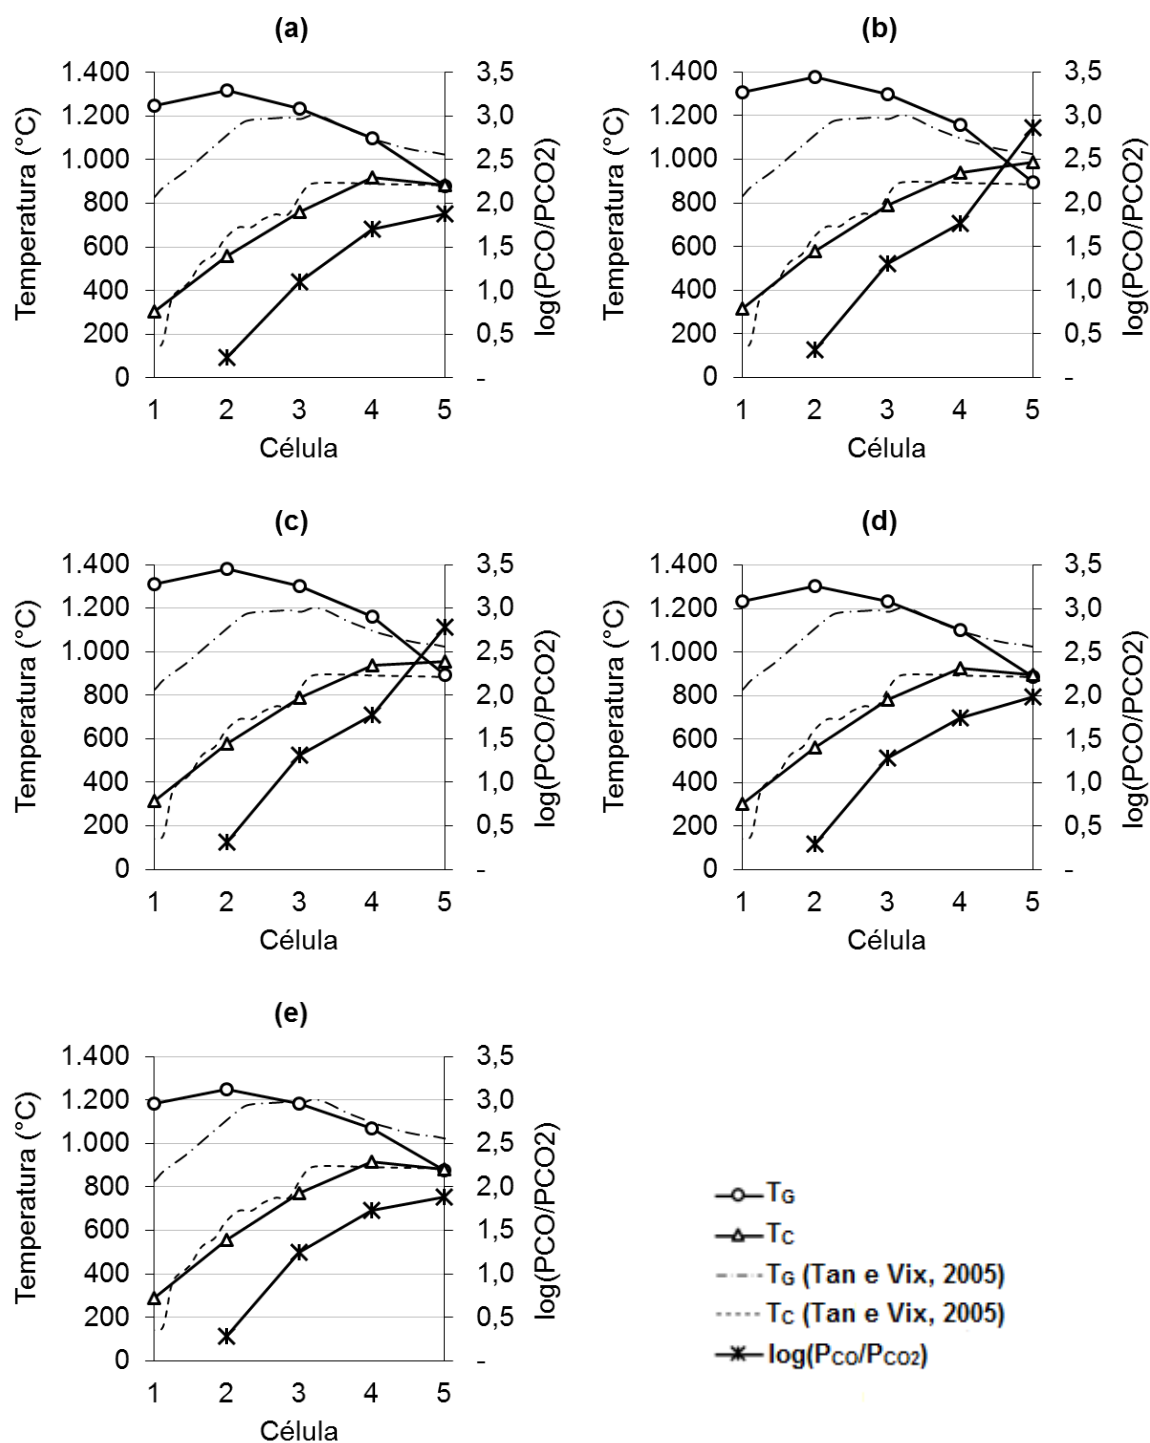 (a)
1.400
1.200
1.000
800
600
400
200
0
Temperatura (°C)
3,5
3,0
2,5
2,0
1,5
1,0
0,5
-
log(PCO/PCO2)
1 2 3 4 5
Célula
(b)
1.400
1.200
1.000
800
600
400
200
0
Temperatura (°C)
3,5
3,0
2,5
2,0
1,5
1,0
0,5
-
log(PCO/PCO2)
1 2 3 4 5
Célula
(c)
1.400
1.200
1.000
800
600
400
200
0
Temperatura (°C)
3,5
3,0
2,5
2,0
1,5
1,0
0,5
-
log(PCO/PCO2)
1 2 3 4 5
Célula
(d)
1.400
1.200
1.000
800
600
400
200
0
Temperatura (°C)
3,5
3,0
2,5
2,0
1,5
1,0
0,5
-
log(PCO/PCO2)
1 2 3 4 5
Célula
(e)
1.400
1.200
1.000
800
600
400
200
0
Temperatura (°C)
3,5
3,0
2,5
2,0
1,5
1,0
0,5
-
log(PCO/PCO2)
1 2 3 4 5
Célula
TG
TC
TG (Tan e Vix, 2005)
TC (Tan e Vix, 2005)
log(PCO/PCO2)